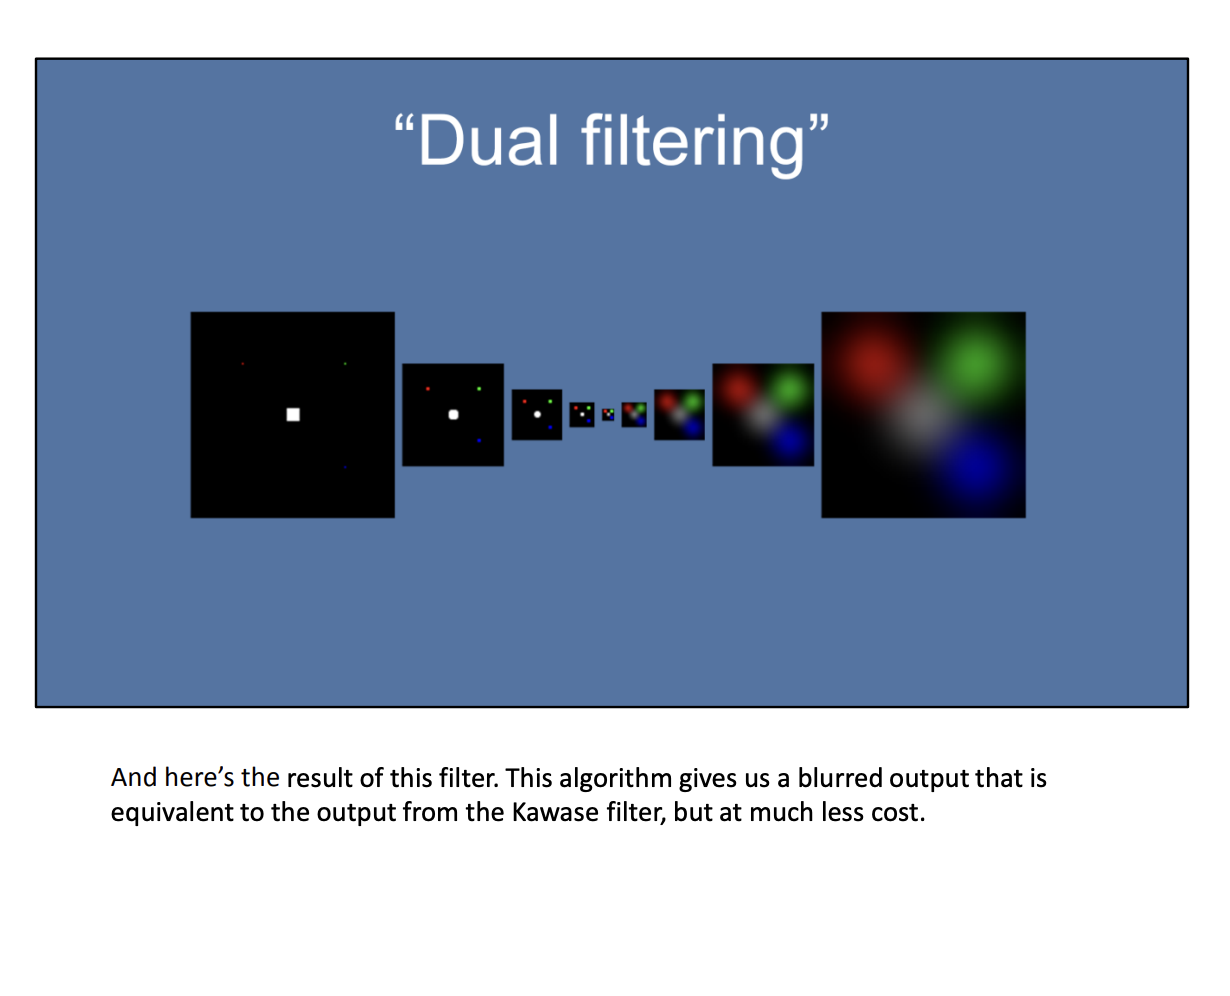 “Dual filtering”
And here’s the result of this filter. This algorithm gives us a blurred output that is
equivalent to the output from the Kawase filter, but at much less cost.